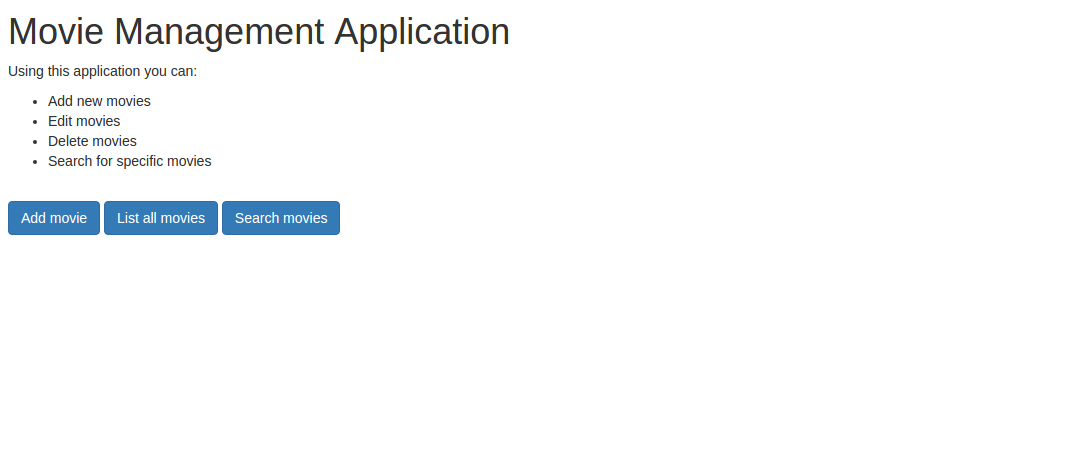 Movie Management Application
Using this application you can:
Add new movies
Edit movies
Delete movies
Search for specific movies
Add movie List all movies Search movies